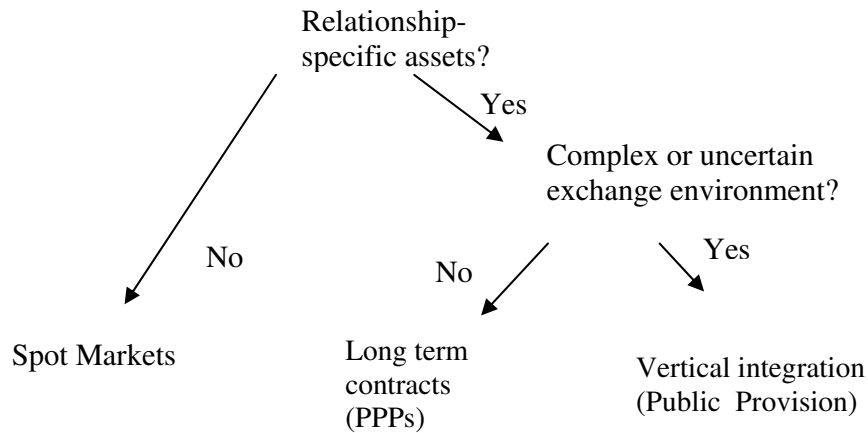 Relationship-
specific assets?
Yes
Complex or uncertain
exchange environment?
No
No
Yes
Spot Markets
Long term
contracts
(PPPs)
Vertical integration
(Public Provision)